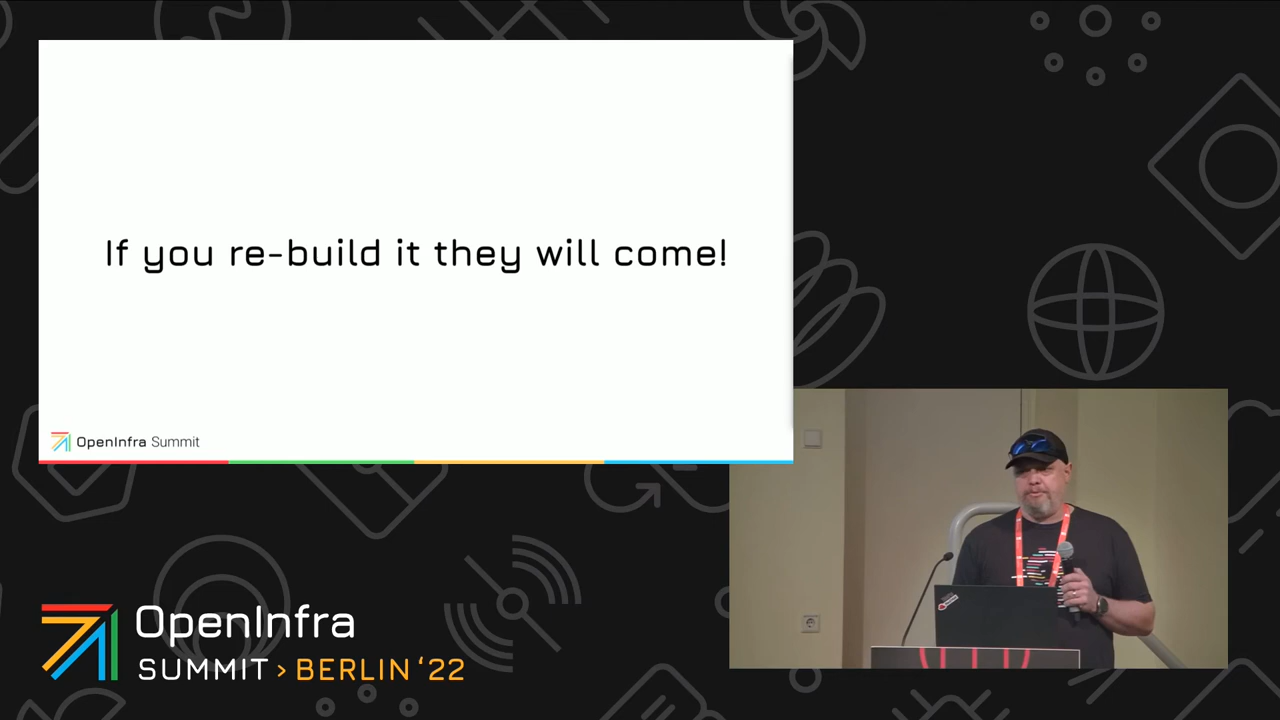 If you re-build it they will come!
OpenInfra Summit
OpenInfra
SUMMIT > BERLIN ‘22